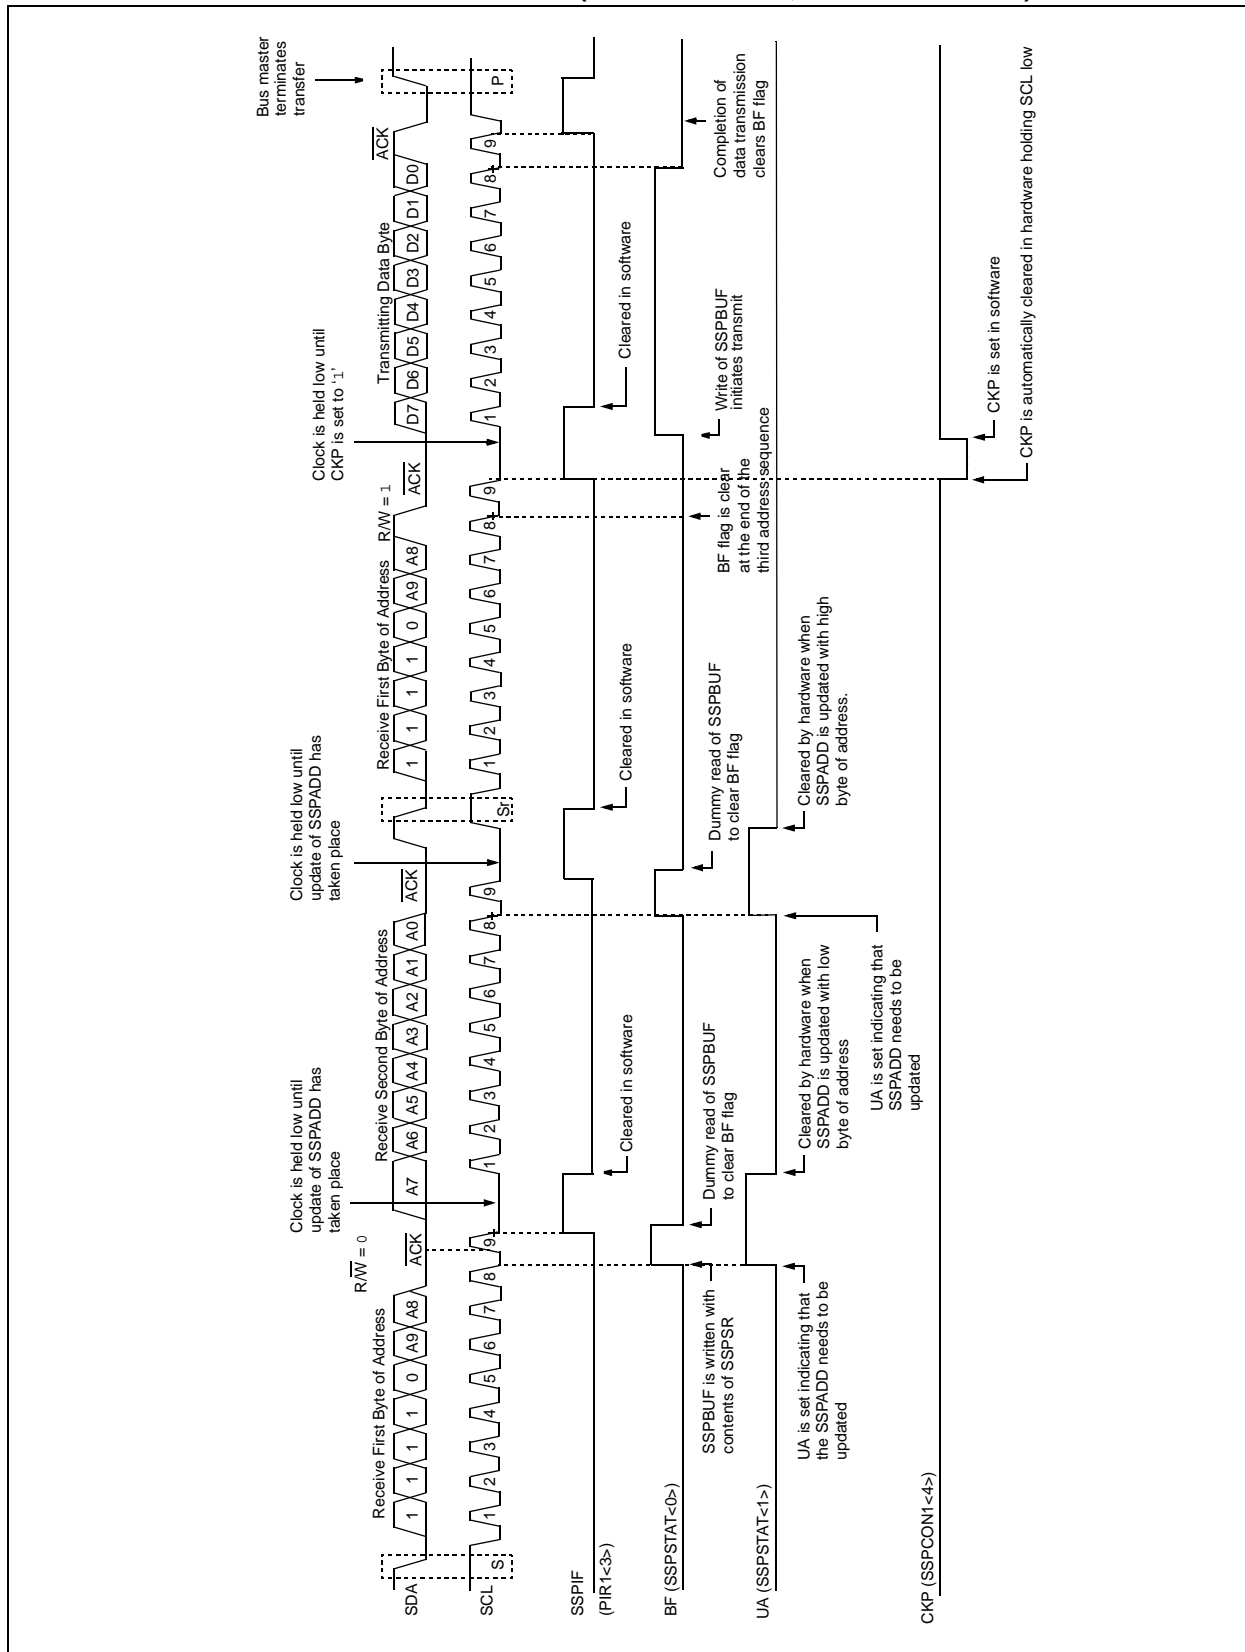 Bus master
terminates
transfer
Clock is held low until
CKP is set to '1'
Clock is held low until
update of SSPADD has
taken place
Clock is held low until
update of SSPADD has
taken place
R/W = 0
R/W = 1
Receive First Byte of Address
ACK
Receive Second Byte of Address
ACK
Receive First Byte of Address
ACK
Transmitting Data Byte
ACK
SDA
1 1 1 1 0 A9 A8
A7 A6 A5 A4 A3 A2 A1 A0
1 1 1 1 0 A9 A8
D7 D6 D5 D4 D3 D2 D1 D0
SCL
S
1 2 3 4 5 6 7 8 9
1 2 3 4 5 6 7 8 9
Sr
1 2 3 4 5 6 7 8 9
1 2 3 4 5 6 7 8 9
P
SSPIF
(PIR1<3>)
Cleared in software
Cleared in software
Cleared in software
BF (SSPSTAT<0>)
SSPBUF is written with
contents of SSPSR
Dummy read of SSPBUF
to clear BF flag
Dummy read of SSPBUF
to clear BF flag
BF flag is clear
at the end of the
third address sequence
Write of SSPBUF
initiates transmit
Completion of
data transmission
clears BF flag
UA (SSPSTAT<1>)
UA is set indicating that
the SSPADD needs to be
updated
Cleared by hardware when
SSPADD is updated with low
byte of address
UA is set indicating that
SSPADD needs to be
updated
Cleared by hardware when
SSPADD is updated with high
byte of address.
CKP (SSPCON1<4>)
CKP is set in software
CKP is automatically cleared in hardware holding SCL low